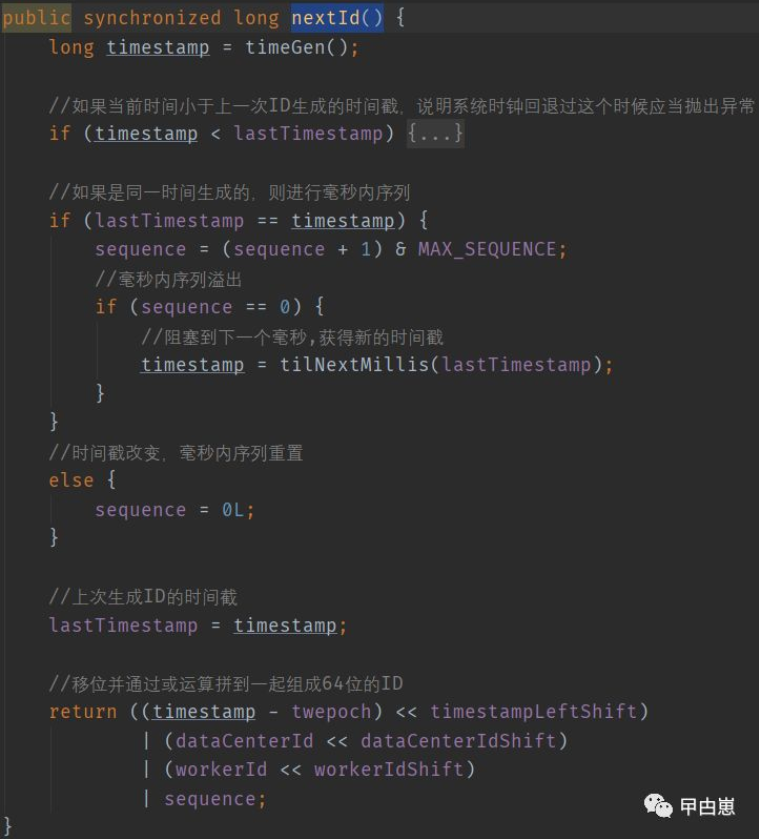 public synchronized long nextId() {
long timestamp = timeGen();
//如果当前时间小于上一次ID生成的时间戳，说明系统时钟回退过这个时候应当抛出异常
if (timestamp < lastTimestamp) {...}
//如果是同一时间生成的，则进行毫秒内序列
if (lastTimestamp == timestamp) {
sequence = (sequence + 1) & MAX_SEQUENCE;
//毫秒内序列溢出
if (sequence == 0) {
//阻塞到下一个毫秒,获得新的时间戳
timestamp = tilNextMillis(lastTimestamp);
}
}
//时间戳改变，毫秒内序列重置
else {
sequence = 0L;
}
//上次生成ID的时间截
lastTimestamp = timestamp;
//移位并通过或运算拼到一起组成64位的ID
return ((timestamp - twepoch) << timestampLeftShift)
| (dataCenterId << dataCenterIdShift)
| (workerId << workerIdShift)
| sequence;
}
曱甴崽